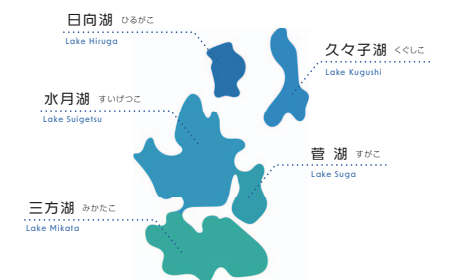 日向湖 ひるがこ
Lake Hiruga
久々子湖 くぐしこ
Lake Kugushi
水月湖 すいげつこ
Lake Suigetsu
菅 湖 すがこ
Lake Suga
三方湖 みかたこ
Lake Mikata